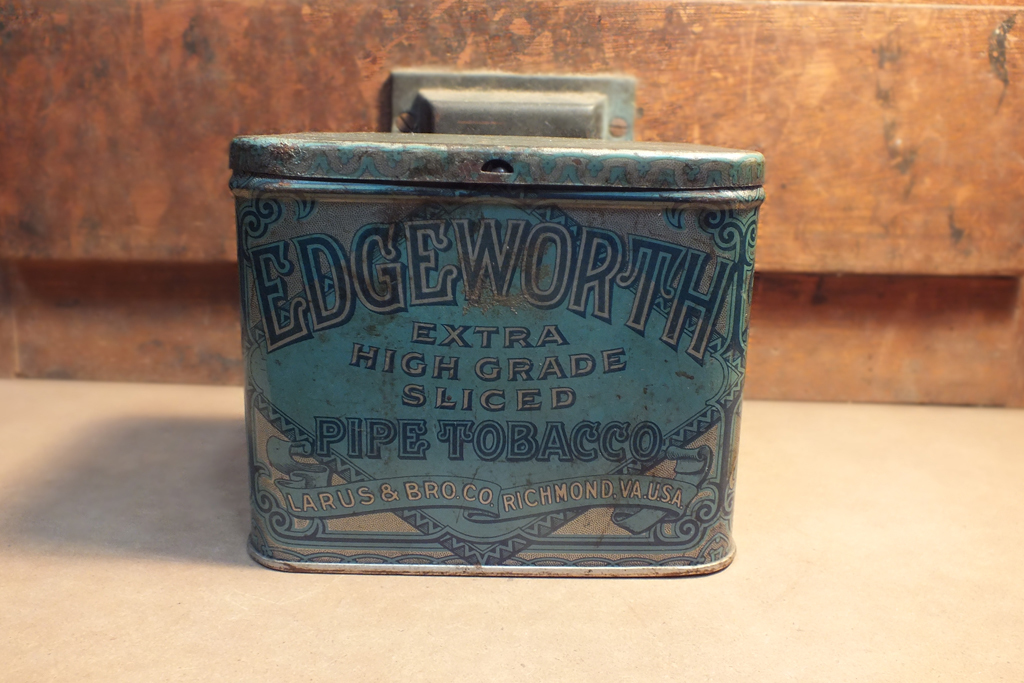 EDGEWORTH
EXTRA
HIGH GRADE
SLICED
PIPE TOBACCO
LARUS & BRO. CO. RICHMOND, VA. U.S.A.